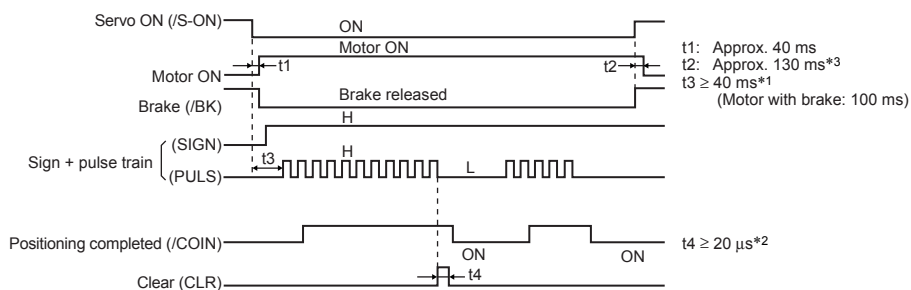 Servo ON (/S-ON)
ON
Motor ON
t1
t2
Motor ON
Brake (/BK)
Brake released
H
(SIGN)
Sign + pulse train
t3
H
L
(PULS)
Positioning completed (/COIN)
ON
ON
Clear (CLR)
t4
t1: Approx. 40 ms
t2: Approx. 130 ms*3
t3 ≥ 40 ms*1
(Motor with brake: 100 ms)
t4 ≥ 20 µs*2